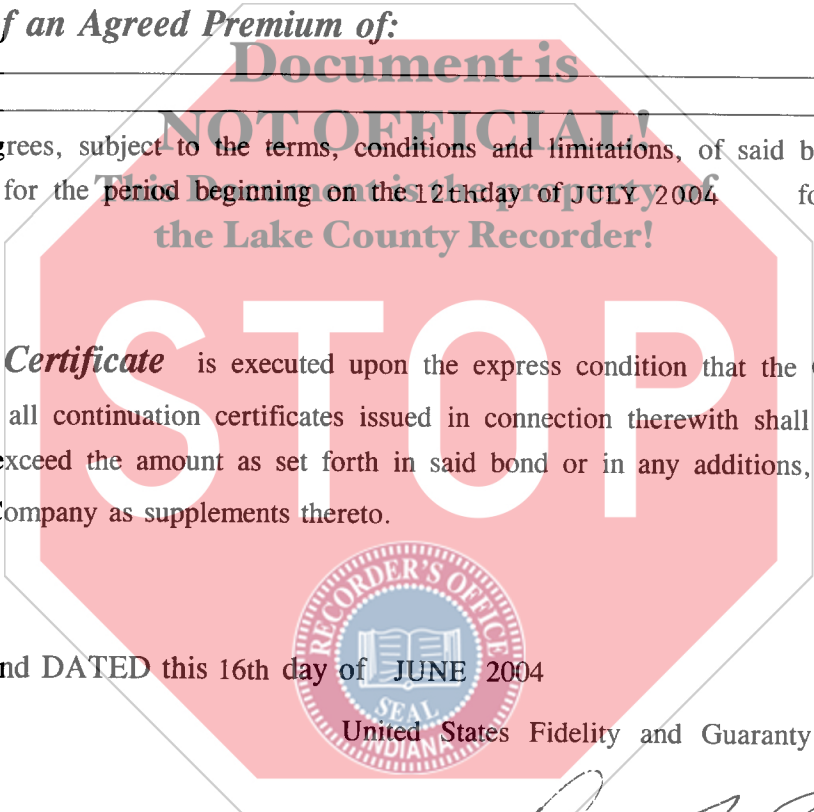 f an Agreed Premium of:
Document is
NOT OFFICIAL!
grees, subject to the terms, conditions and limitations, of said b
for the period beginning on the 12thday of JULY 2004 fo
This Document is the property of
the Lake County Recorder!
STOP
Certificate is executed upon the express condition that the
all continuation certificates issued in connection therewith shall
exceed the amount as set forth in said bond or in any additions,
Company as supplements thereto.
RECORDER'S OFFICE
nd DATED this 16th day of JUNE 2004
SEAL
INDIANA
United States Fidelity and Guaranty